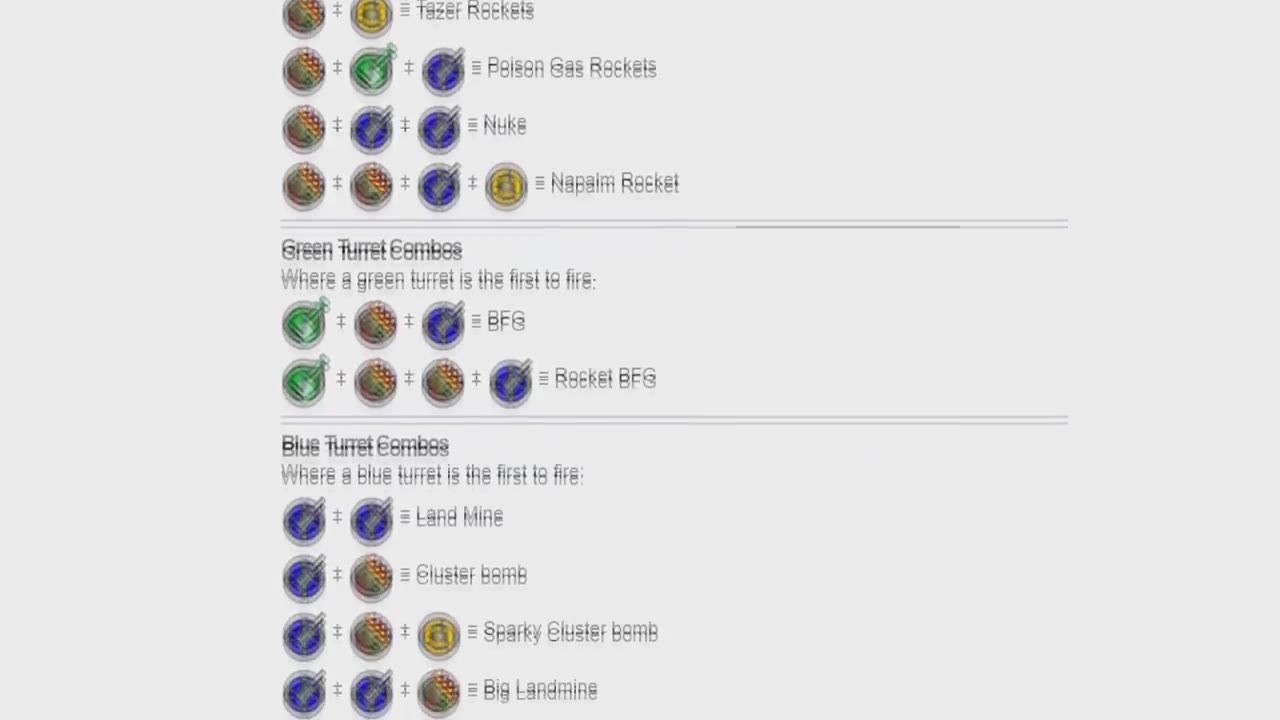 + = Tazer Rockets
+ + = Poison Gas Rockets
+ + = Nuke
+ + + = Napalm Rocket
Green Turret Combos
Where a green turret is the first to fire:
+ + = BFG
+ + + = Rocket BFG
Blue Turret Combos
Where a blue turret is the first to fire:
+ = Land Mine
+ = Cluster bomb
+ + = Sparky Cluster bomb
+ + = Big Landmine